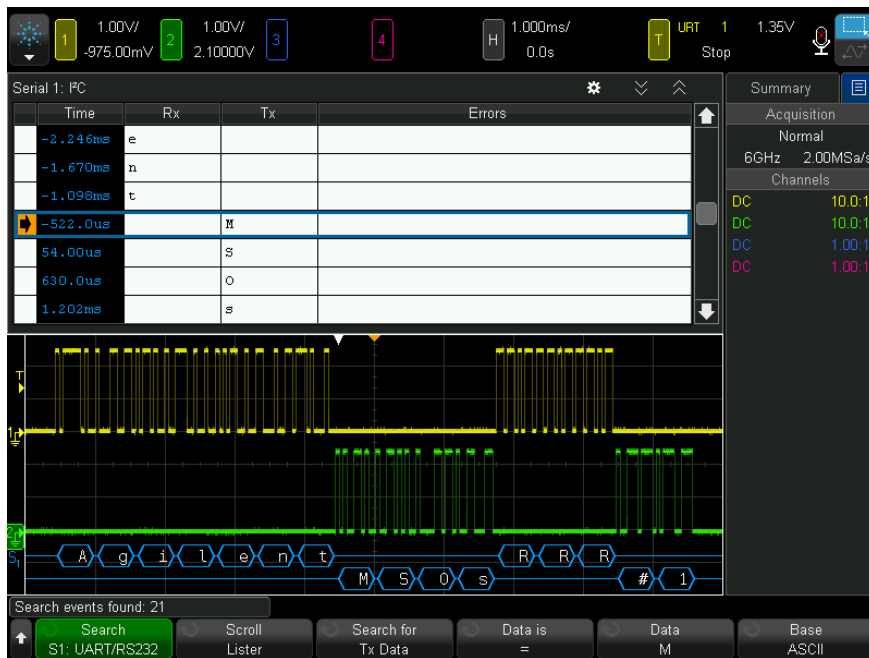 1 1.00V/ 2 1.00V/ 3 4 H 1.000ms/ T URT 1 1.35V
-975.00mV 2.10000V 0.0s Stop
Serial 1: I²C
Time Rx Tx Errors
-2.246ms e
-1.670ms n
-1.098ms t
-522.0us M
54.00us S
630.0us O
1.202ms s
Summary
Acquisition
Normal
6GHz 2.00MSa/s
Channels
DC 10.0:1
DC 10.0:1
DC 1.00:1
DC 1.00:1
T
1
2
S1 A g i l e n t R R R
M S O s # 1
Search events found: 21
Search Scroll Search for Data is Data Base
S1: UART/RS232 Lister Tx Data = M ASCII